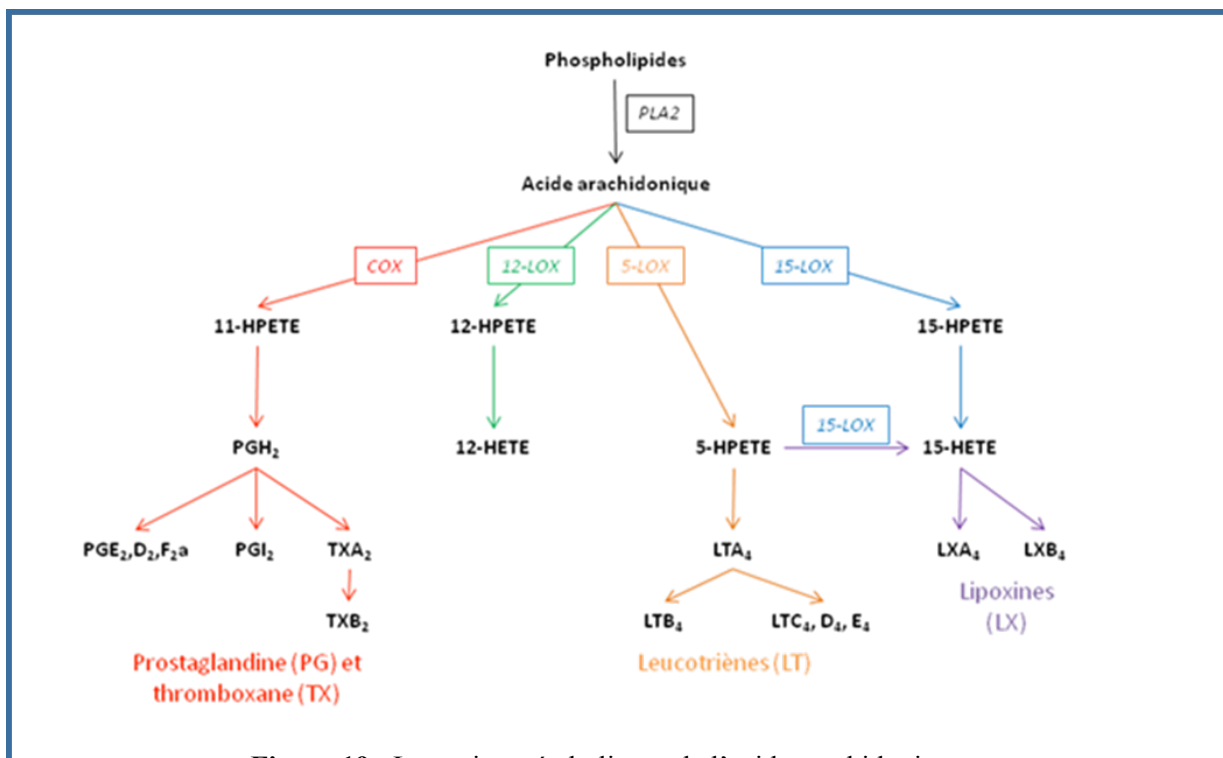 Phospholipides
PLA2
Acide arachidonique
COX 12-LOX 5-LOX 15-LOX
11-HPETE 12-HPETE 15-HPETE
15-LOX
PGH₂ 12-HETE 5-HPETE 15-HETE
PGE₂,D₂,F₂a PGI₂ TXA₂ LTA₄ LXA₄ LXB₄
Lipoxines
(LX)
TXB₂ LTB₄ LTC₄, D₄, E₄
Prostaglandine (PG) et
thromboxane (TX)
Leucotriènes (LT)